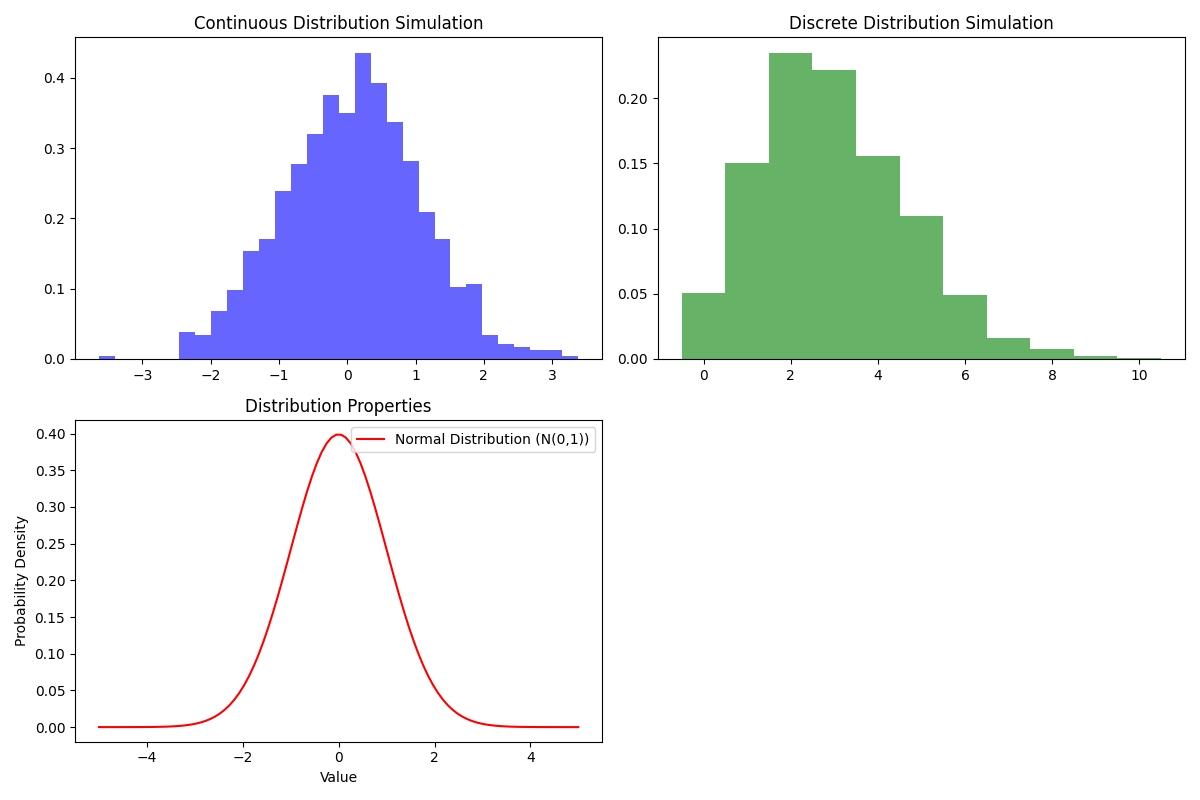 Continuous Distribution Simulation
0.4
0.3
0.2
0.1
0.0
−3 −2 −1 0 1 2 3
Discrete Distribution Simulation
0.20
0.15
0.10
0.05
0.00
0 2 4 6 8 10
Distribution Properties
Normal Distribution (N(0,1))
Probability Density
0.40
0.35
0.30
0.25
0.20
0.15
0.10
0.05
0.00
−4 −2 0 2 4
Value